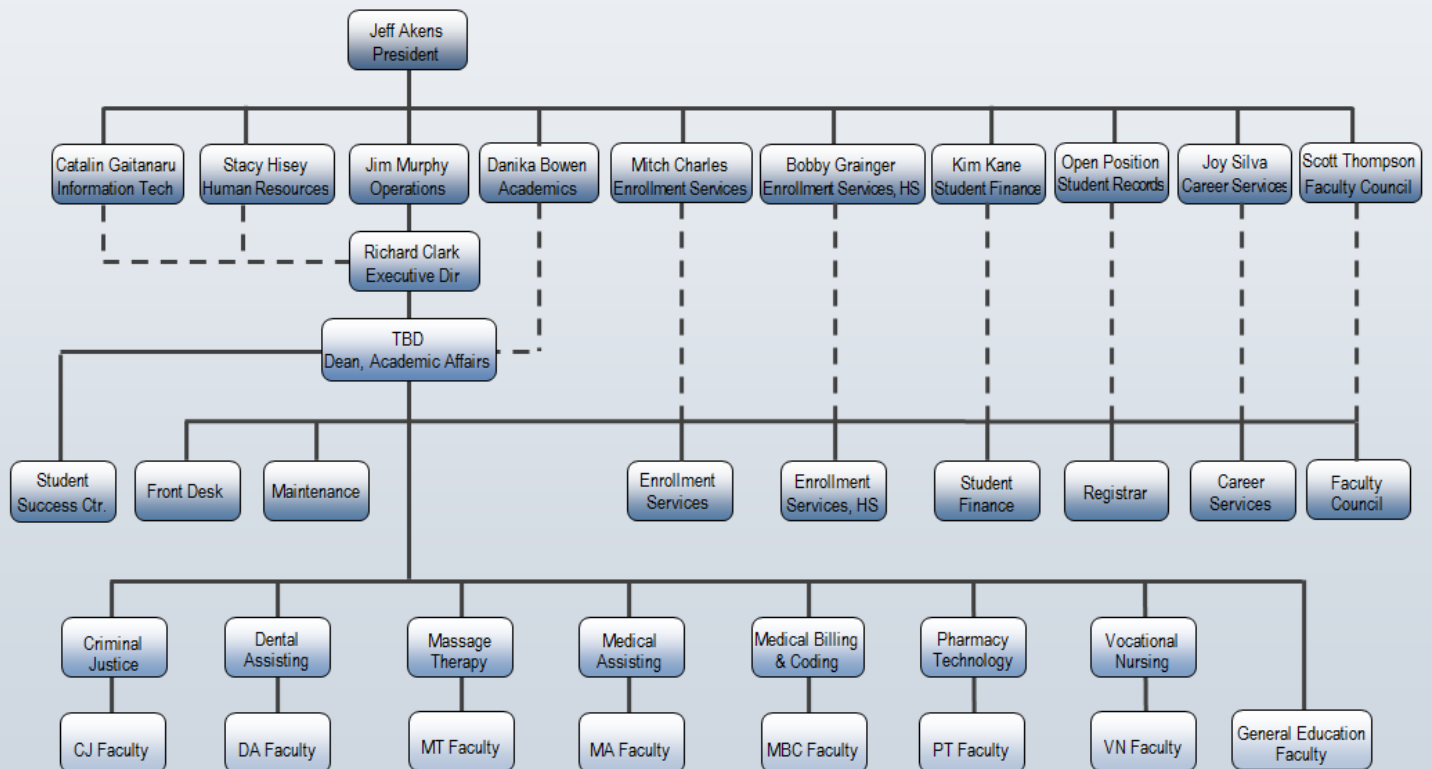 Jeff Akens
President
Catalin Gaitanaru
Information Tech
Stacy Hisey
Human Resources
Jim Murphy
Operations
Danika Bowen
Academics
Mitch Charles
Enrollment Services
Bobby Grainger
Enrollment Services, HS
Kim Kane
Student Finance
Open Position
Student Records
Joy Silva
Career Services
Scott Thompson
Faculty Council
Richard Clark
Executive Dir
TBD
Dean, Academic Affairs
Student
Success Ctr.
Front Desk
Maintenance
Enrollment
Services
Enrollment
Services, HS
Student
Finance
Registrar
Career
Services
Faculty
Council
Criminal
Justice
Dental
Assisting
Massage
Therapy
Medical
Assisting
Medical Billing
& Coding
Pharmacy
Technology
Vocational
Nursing
CJ Faculty
DA Faculty
MT Faculty
MA Faculty
MBC Faculty
PT Faculty
VN Faculty
General Education
Faculty